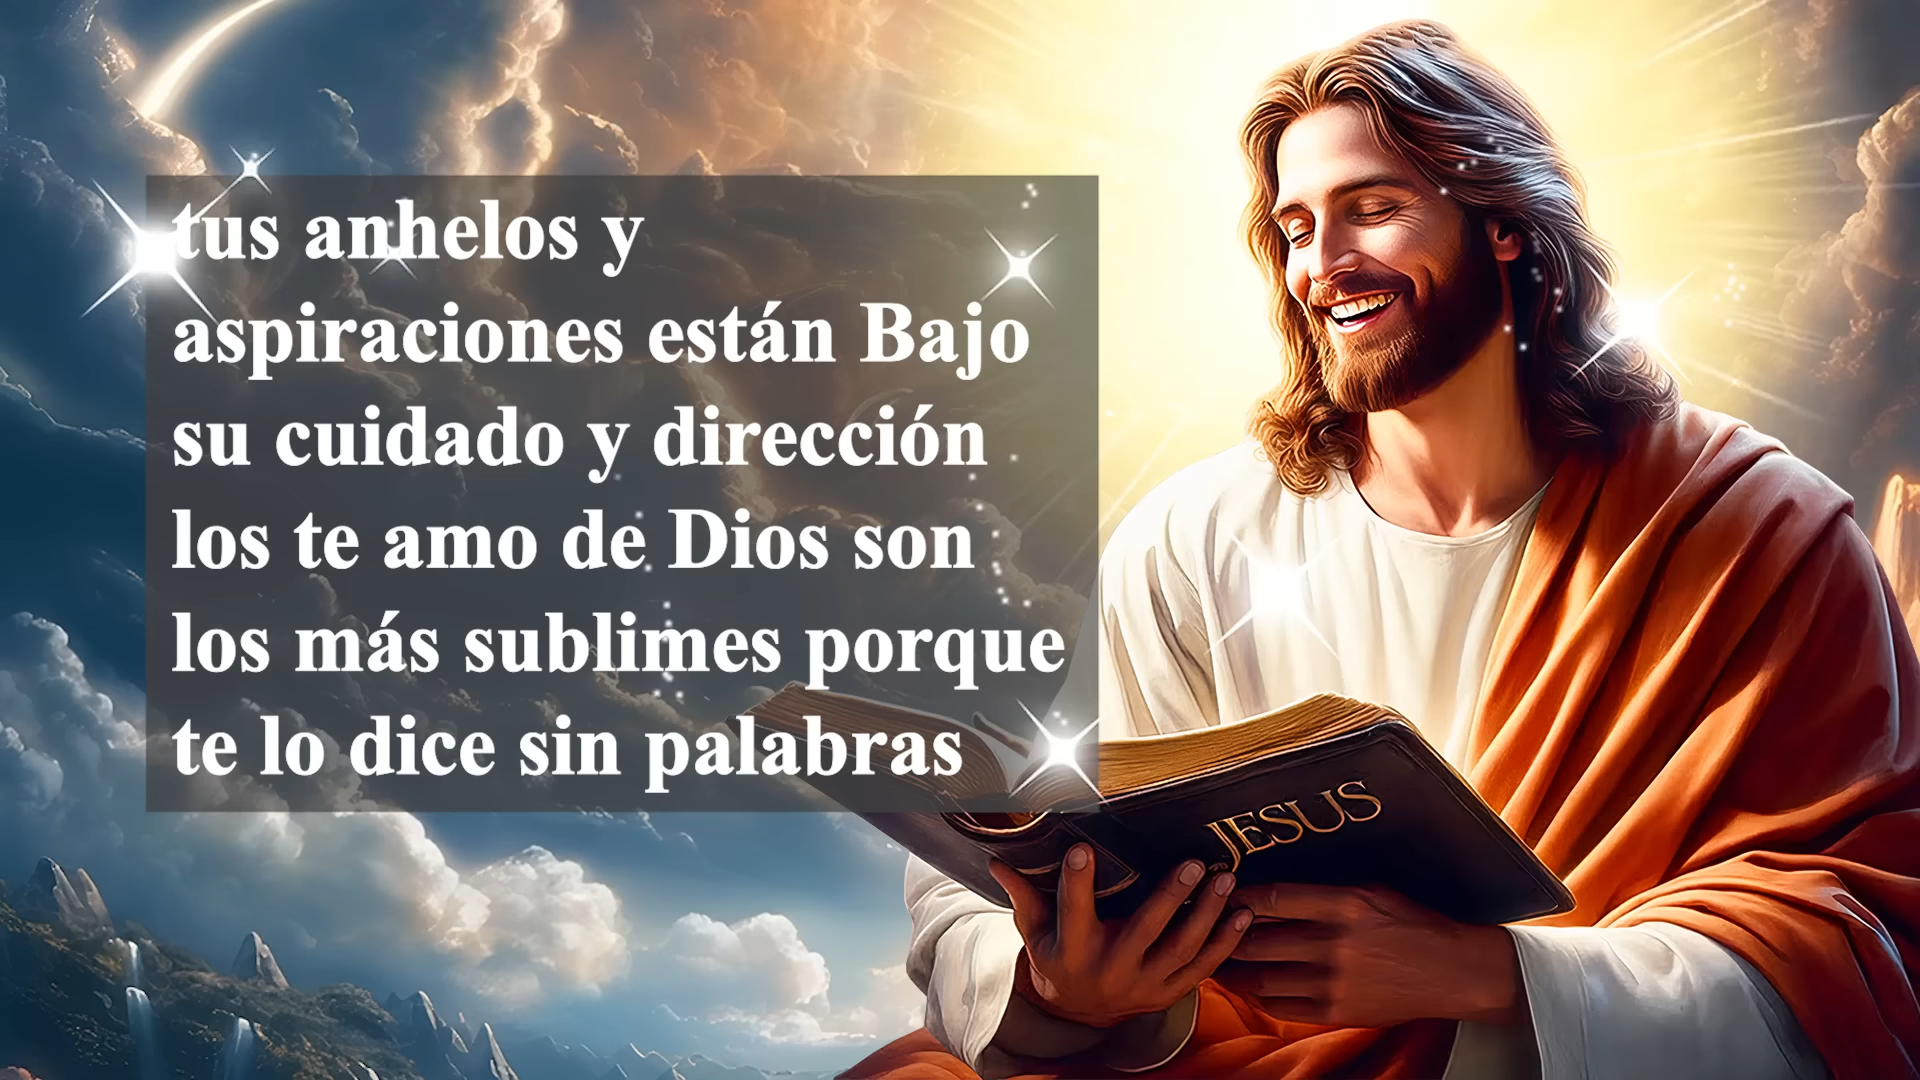 tus anhelos y
aspiraciones están Bajo
su cuidado y dirección
los te amo de Dios son
los más sublimes porque
te lo dice sin palabras
JESUS